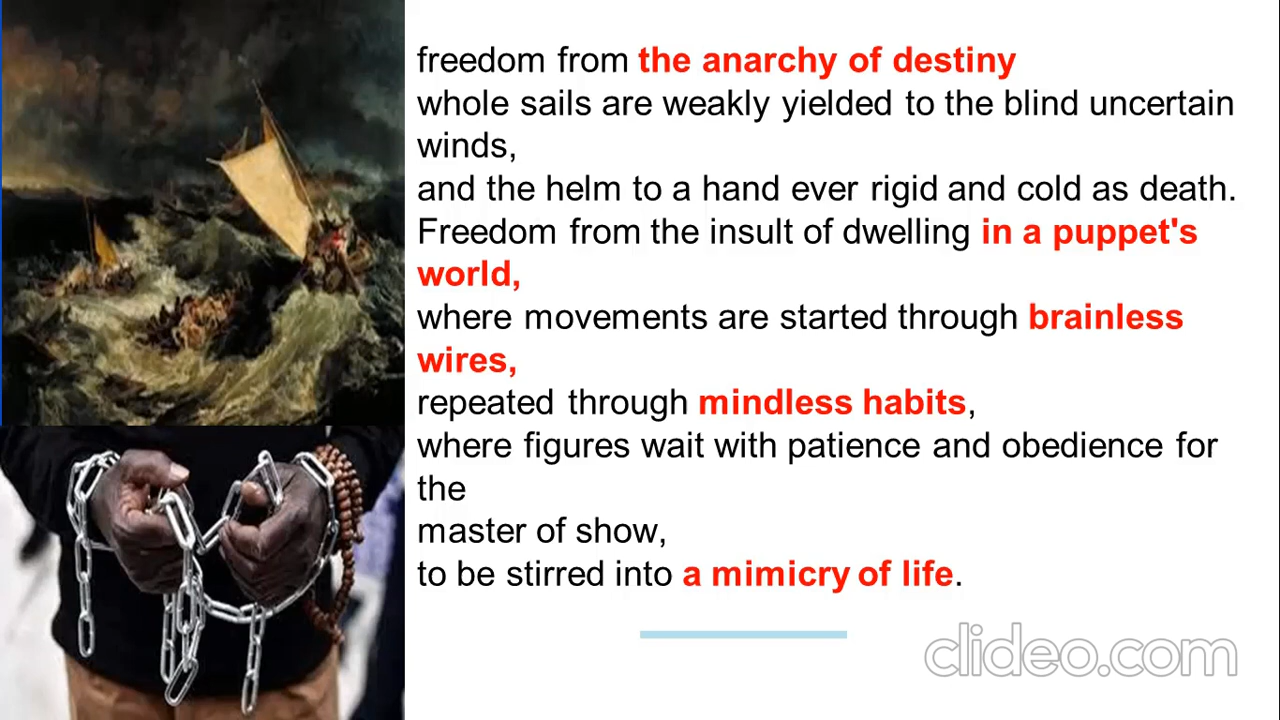 freedom from the anarchy of destiny
whole sails are weakly yielded to the blind uncertain
winds,
and the helm to a hand ever rigid and cold as death.
Freedom from the insult of dwelling in a puppet's
world,
where movements are started through brainless
wires,
repeated through mindless habits,
where figures wait with patience and obedience for
the
master of show,
to be stirred into a mimicry of life.
clideo.com